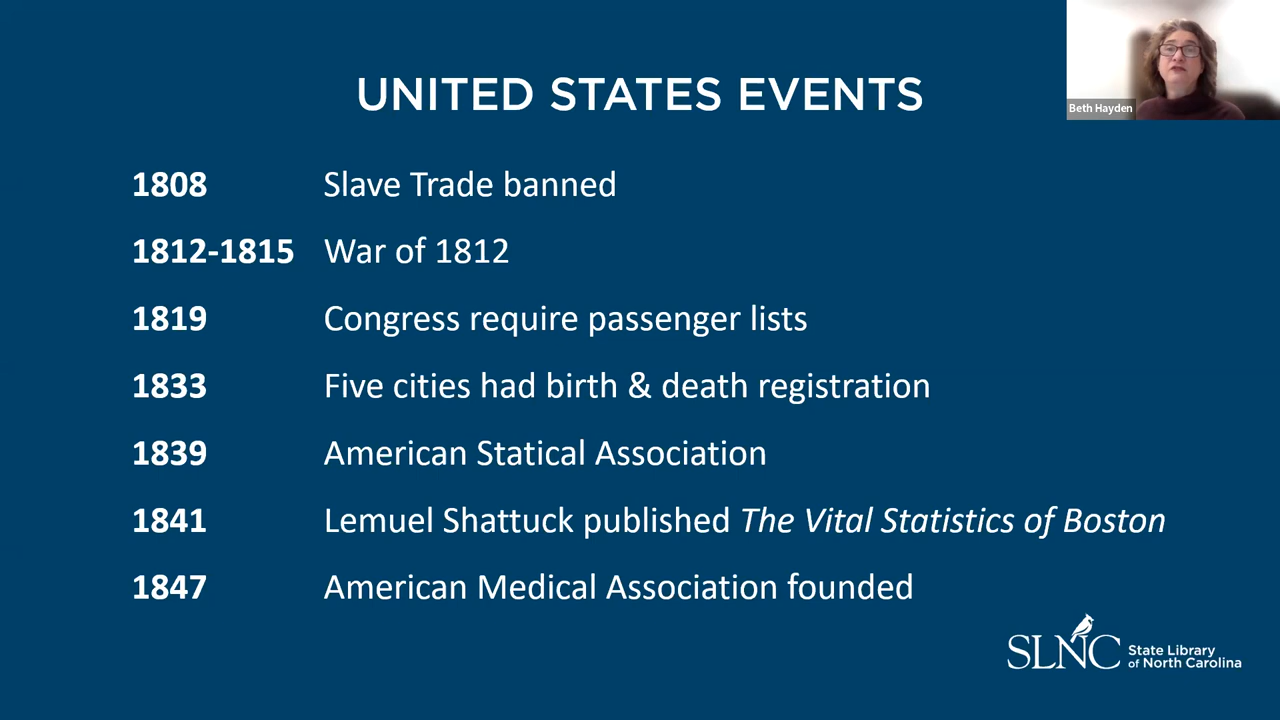 UNITED STATES EVENTS
Beth Hayden
1808 Slave Trade banned
1812-1815 War of 1812
1819 Congress require passenger lists
1833 Five cities had birth & death registration
1839 American Statical Association
1841 Lemuel Shattuck published The Vital Statistics of Boston
1847 American Medical Association founded
SLNC State Library
of North Carolina